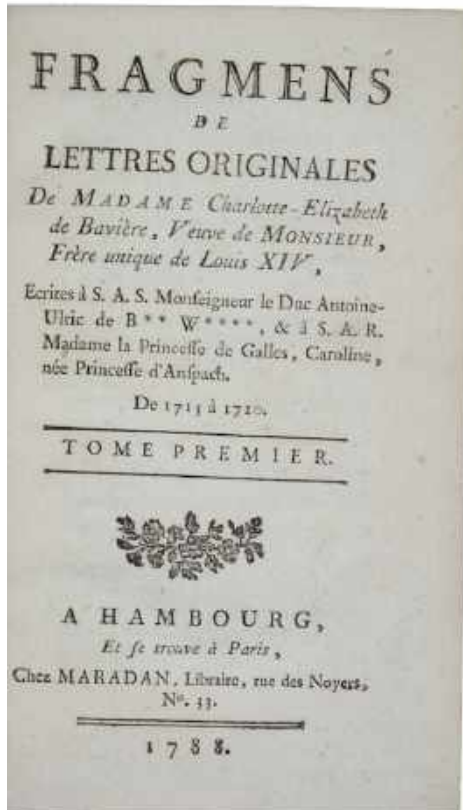 FRAGMENS
DE
LETTRES ORIGINALES
De MADAME Charlotte-Elizabeth
de Bavière, Veuve de MONSIEUR,
Frère unique de Louis XIV,
Ecrites à S. A. S. Monseigneur le Duc Antoine-
Ulric de B** W****, & à S. A. R.
Madame la Princesse de Galles, Caroline,
née Princesse d'Anspach.
De 1715 à 1720.
TOME PREMIER.
A HAMBOURG,
Et se trouve à Paris,
Chez MARADAN, Libraire, rue des Noyers,
No. 33.
1788.